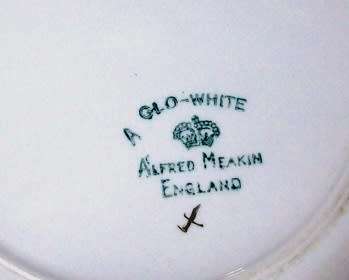 A GLO-WHITE
ALFRED MEAKIN
ENGLAND